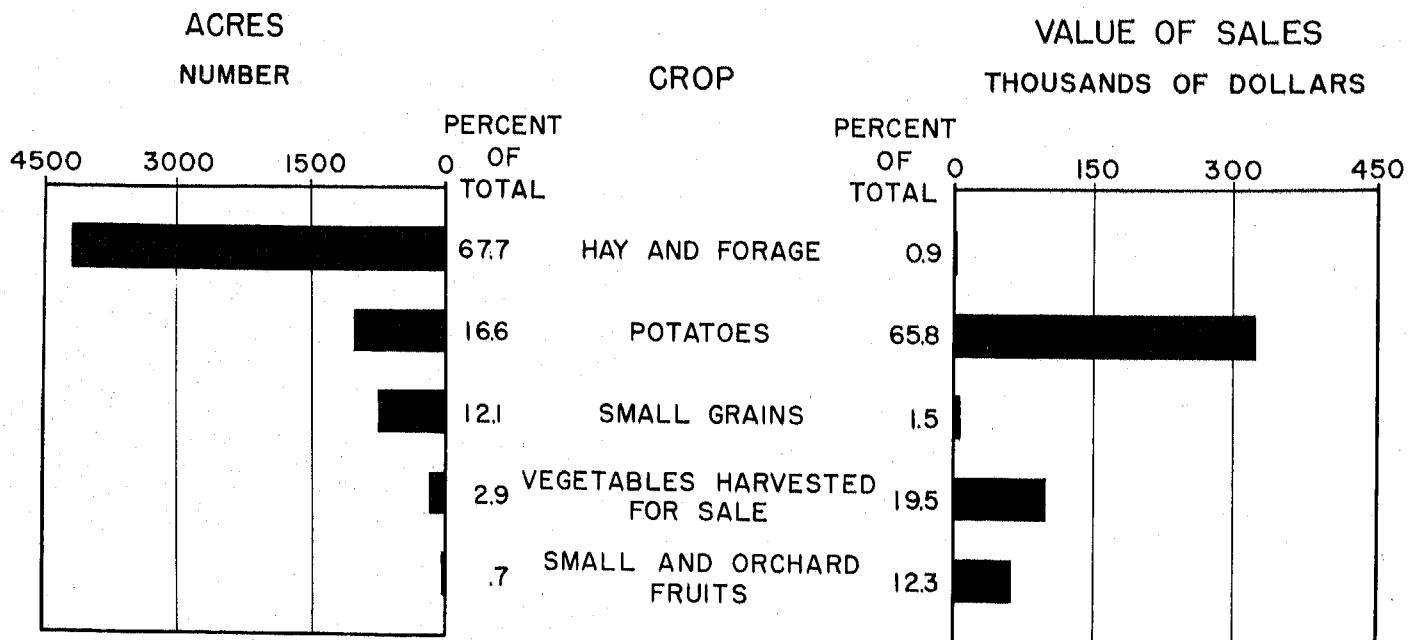 ACRES
NUMBER
CROP
VALUE OF SALES
THOUSANDS OF DOLLARS
PERCENT
OF
TOTAL
PERCENT
OF
TOTAL
4500 3000 1500 0
0 150 300 450
67.7 HAY AND FORAGE 0.9
16.6 POTATOES 65.8
12.1 SMALL GRAINS 1.5
2.9 VEGETABLES HARVESTED
FOR SALE 19.5
.7 SMALL AND ORCHARD
FRUITS 12.3